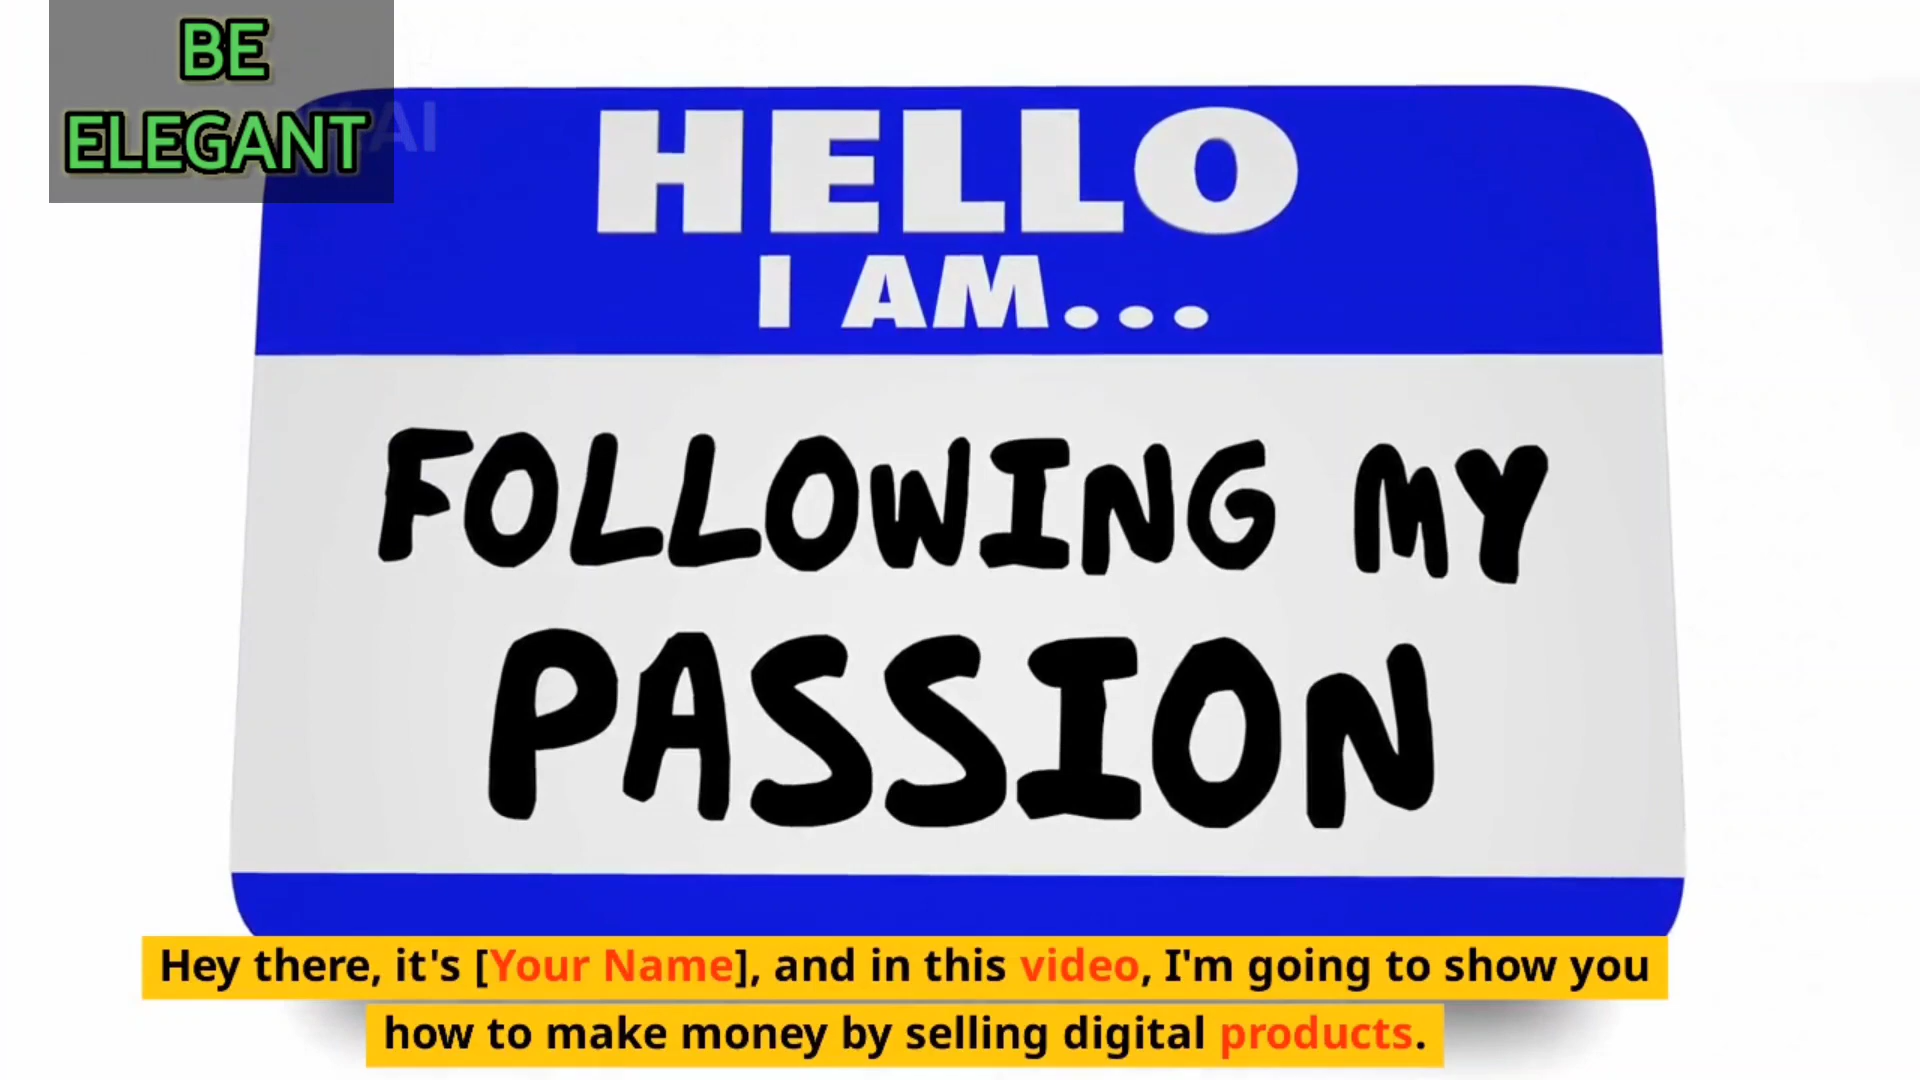 BE
ELEGANT
HELLO
I AM...
FOLLOWING MY
PASSION
Hey there, it's [Your Name], and in this video, I'm going to show you
how to make money by selling digital products.